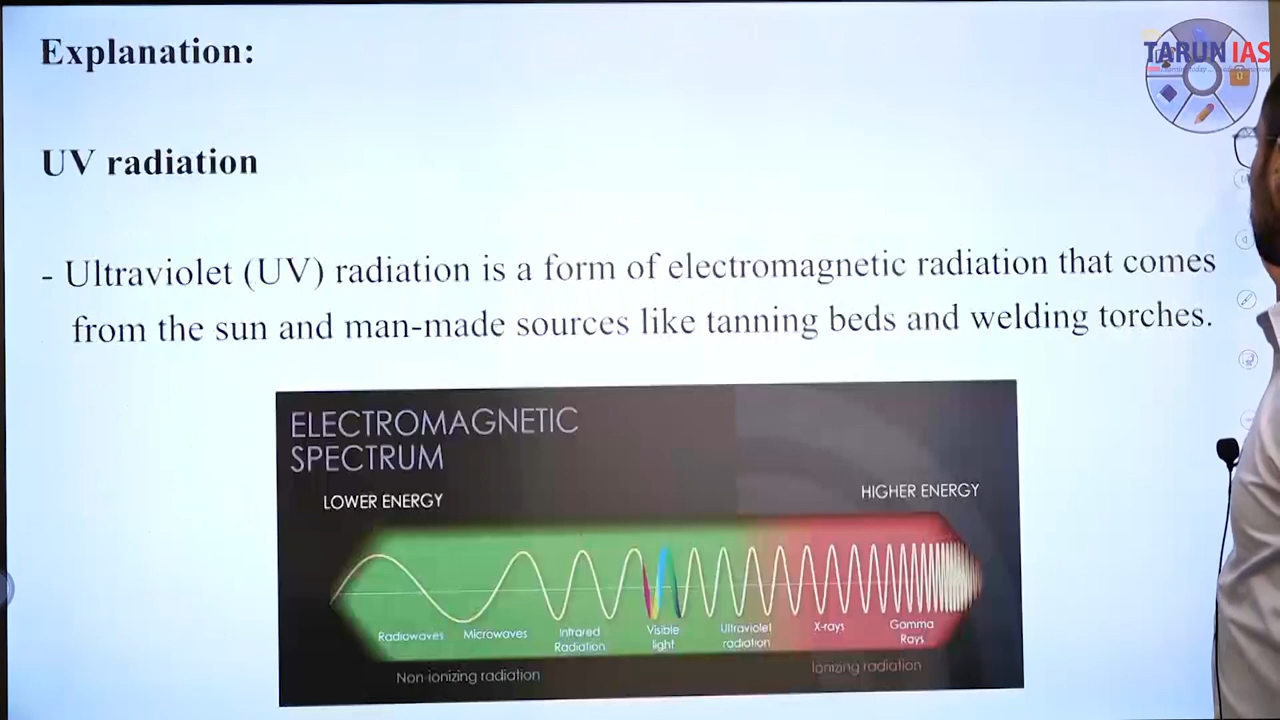 Explanation:
TARUN IAS
UV radiation
- Ultraviolet (UV) radiation is a form of electromagnetic radiation that comes
from the sun and man-made sources like tanning beds and welding torches.
ELECTROMAGNETIC
SPECTRUM
LOWER ENERGY
HIGHER ENERGY
Radiowaves
Microwaves
Infrared
Radiation
Visible
light
Ultraviolet
radiation
X-rays
Gamma
Rays
Non-ionizing radiation
Ionizing radiation